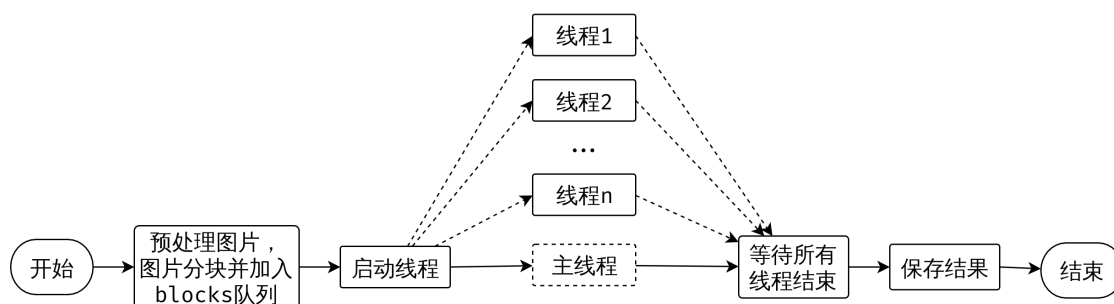 线程1
线程2
...
线程n
开始
预处理图片，
图片分块并加入
blocks队列
启动线程
主线程
等待所有
线程结束
保存结果
结束